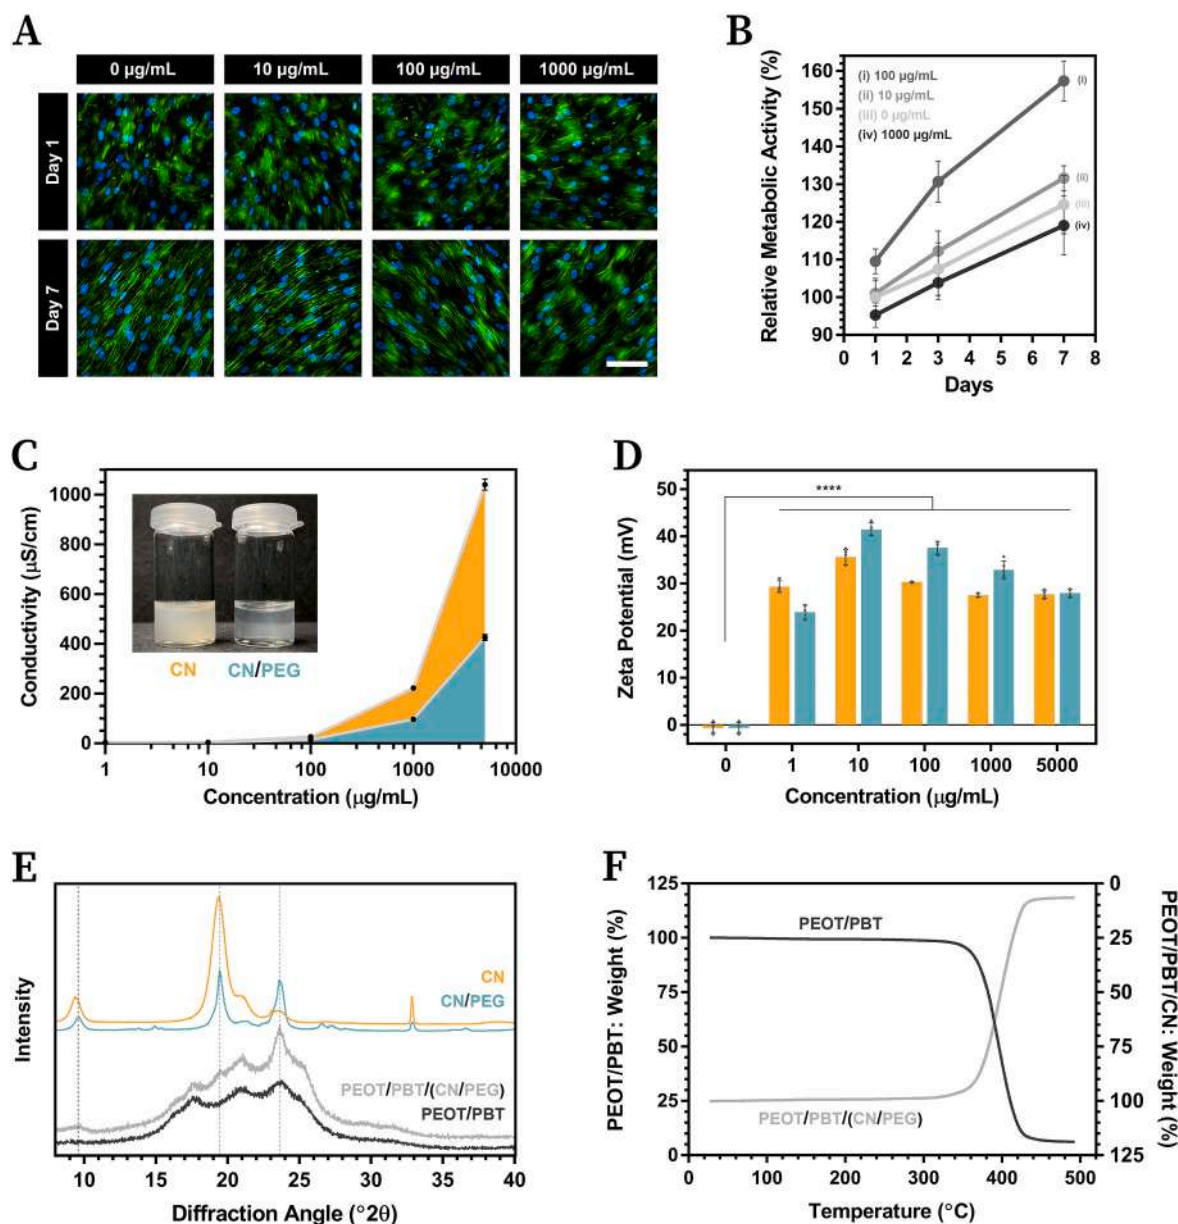 A
0 µg/mL
10 µg/mL
100 µg/mL
1000 µg/mL
Day 1
Day 7
B
Relative Metabolic Activity (%)
160
150
140
130
120
110
100
90
(i) 100 µg/mL
(ii) 10 µg/mL
(iii) 0 µg/mL
(iv) 1000 µg/mL
(i)
(ii)
(iii)
(iv)
0 1 2 3 4 5 6 7 8
Days
C
Conductivity (µS/cm)
1000
800
600
400
200
0
CN
CN/PEG
1 10 100 1000 10000
Concentration (µg/mL)
D
Zeta Potential (mV)
50
40
30
20
10
0
****
0 1 10 100 1000 5000
Concentration (µg/mL)
E
Intensity
CN
CN/PEG
PEOT/PBT/(CN/PEG)
PEOT/PBT
10 15 20 25 30 35 40
Diffraction Angle (°2θ)
F
PEOT/PBT: Weight (%)
125
100
75
50
25
0
PEOT/PBT
PEOT/PBT/(CN/PEG)
0
25
50
75
100
125
PEOT/PBT/CN: Weight (%)
0 100 200 300 400 500
Temperature (°C)